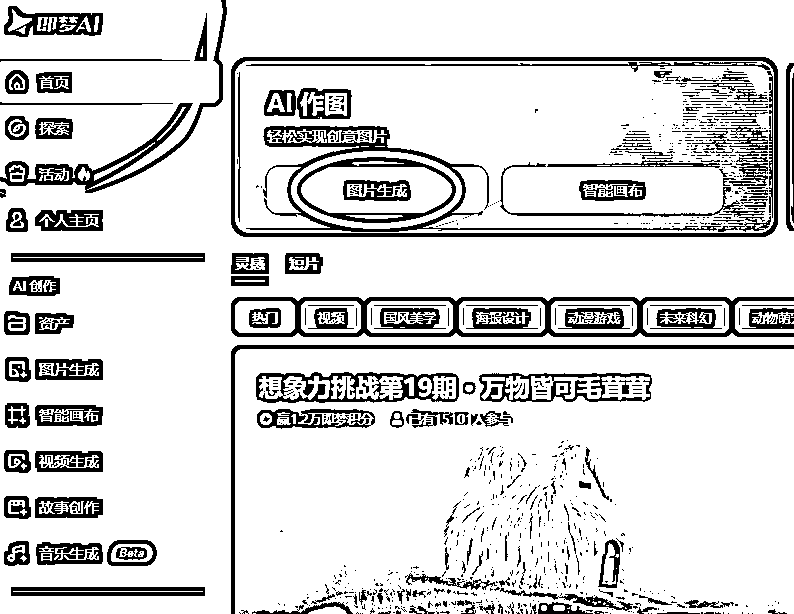 即梦AI
首页
探索
活动
个人主页
AI 创作
资产
图片生成
智能画布
视频生成
故事创作
音乐生成 Beta
AI 作图
轻松实现创意图片
图片生成
智能画布
灵感 短片
热门 视频 国风美学 海报设计 动漫游戏 未来科幻 动物萌
想象力挑战第19期·万物皆可毛茸茸
赢1.2万即梦积分 已有15101人参与